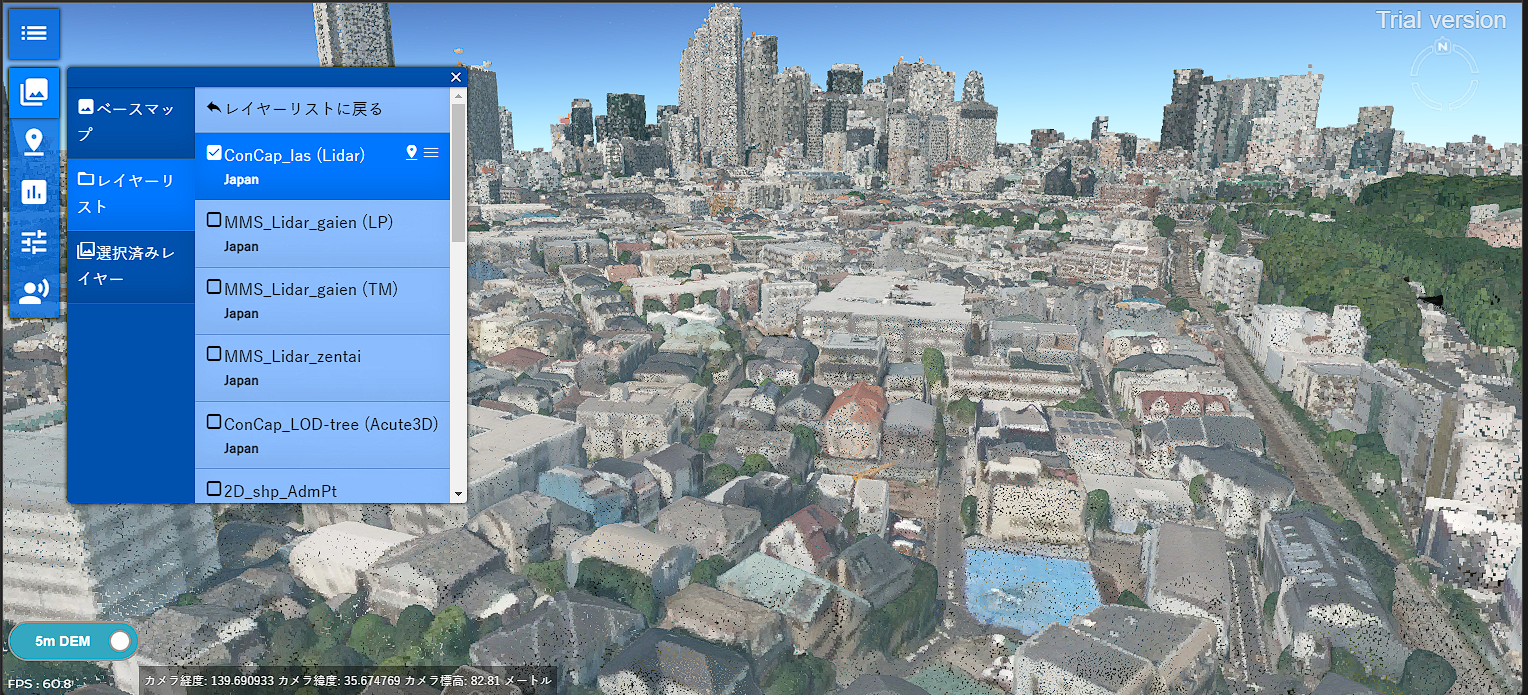 Trial version
N
ベースマッ
プ
レイヤーリ
スト
選択済みレ
イヤー
レイヤーリストに戻る
ConCap_las (Lidar)
Japan
MMS_Lidar_gaien (LP)
Japan
MMS_Lidar_gaien (TM)
Japan
MMS_Lidar_zentai
Japan
ConCap_LOD-tree (Acute3D)
Japan
2D_shp_AdmPt
5m DEM
FPS : 60.8
カメラ経度: 139.690933 カメラ緯度: 35.674769 カメラ標高: 82.81 メートル